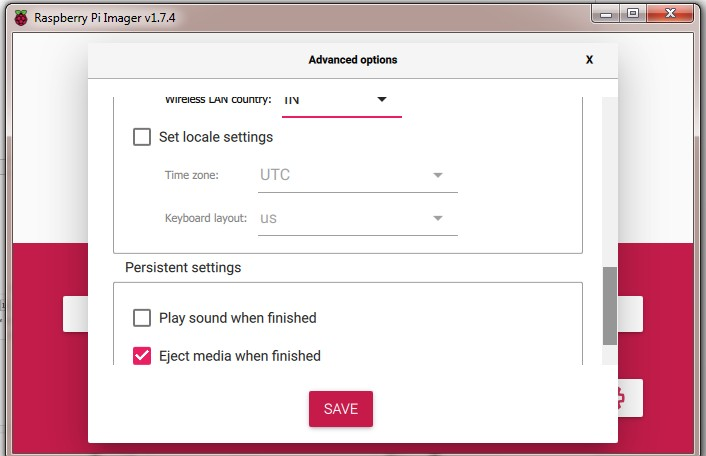 Raspberry Pi Imager v1.7.4
Advanced options
X
Wireless LAN country: IN
Set locale settings
Time zone: UTC
Keyboard layout: us
Persistent settings
Play sound when finished
Eject media when finished
SAVE